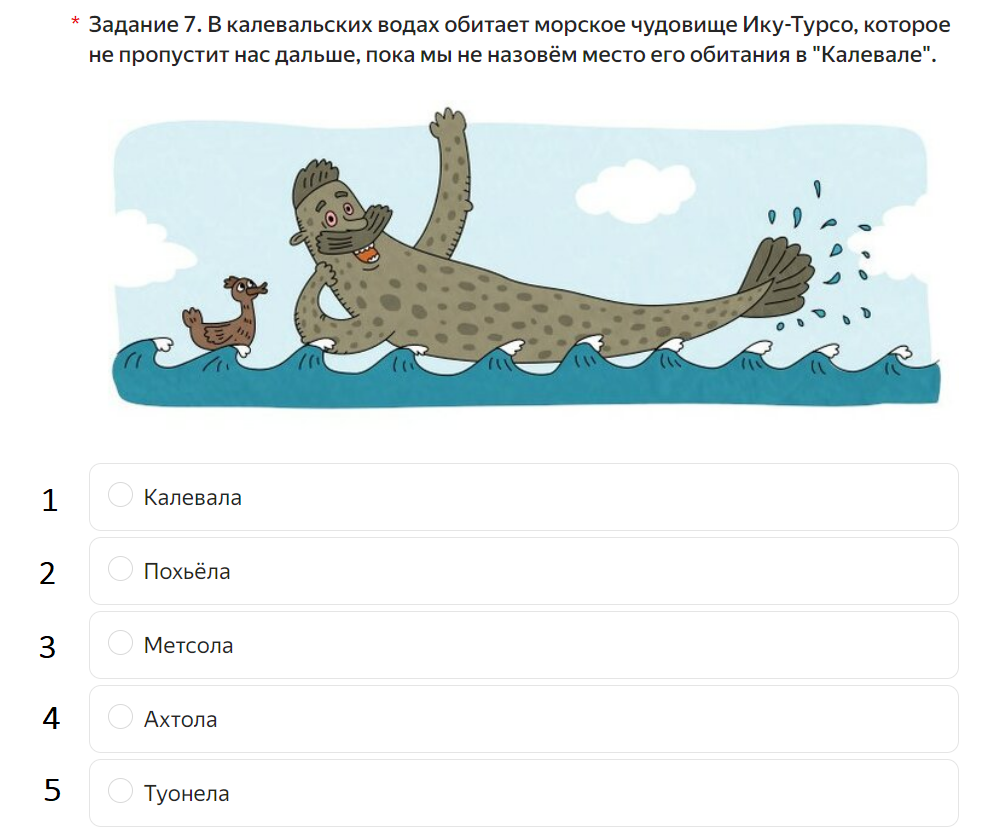 * Задание 7. В калевальских водах обитает морское чудовище Ику-Турсо, которое
не пропустит нас дальше, пока мы не назовём место его обитания в "Калевале".
1 Калевала
2 Похьёла
3 Метсола
4 Ахтола
5 Туонела